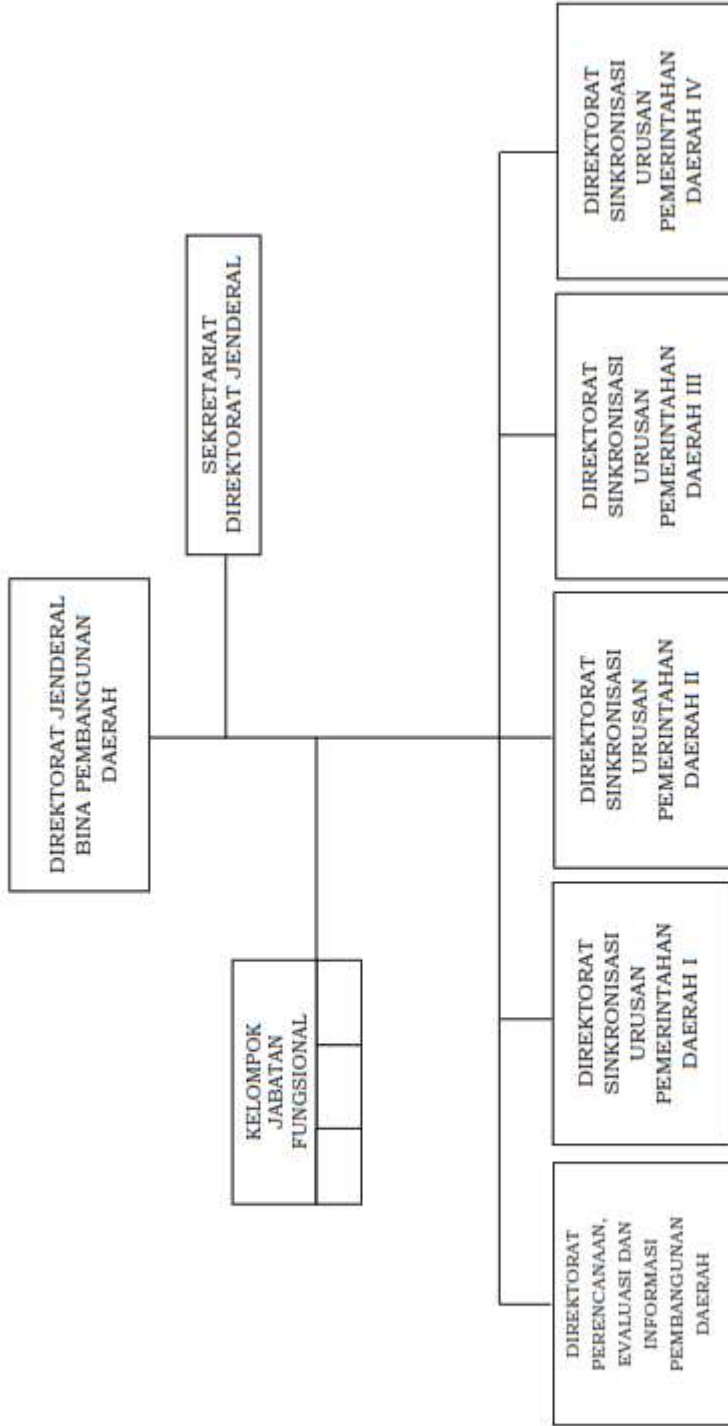 DIREKTORAT JENDERAL
BINA PEMBANGUNAN
DAERAH
SEKRETARIAT
DIREKTORAT JENDERAL
KELOMPOK
JABATAN
FUNGSIONAL
DIREKTORAT
PERENCANAAN,
EVALUASI DAN
INFORMASI
PEMBANGUNAN
DAERAH
DIREKTORAT
SINKRONISASI
URUSAN
PEMERINTAHAN
DAERAH I
DIREKTORAT
SINKRONISASI
URUSAN
PEMERINTAHAN
DAERAH II
DIREKTORAT
SINKRONISASI
URUSAN
PEMERINTAHAN
DAERAH III
DIREKTORAT
SINKRONISASI
URUSAN
PEMERINTAHAN
DAERAH IV